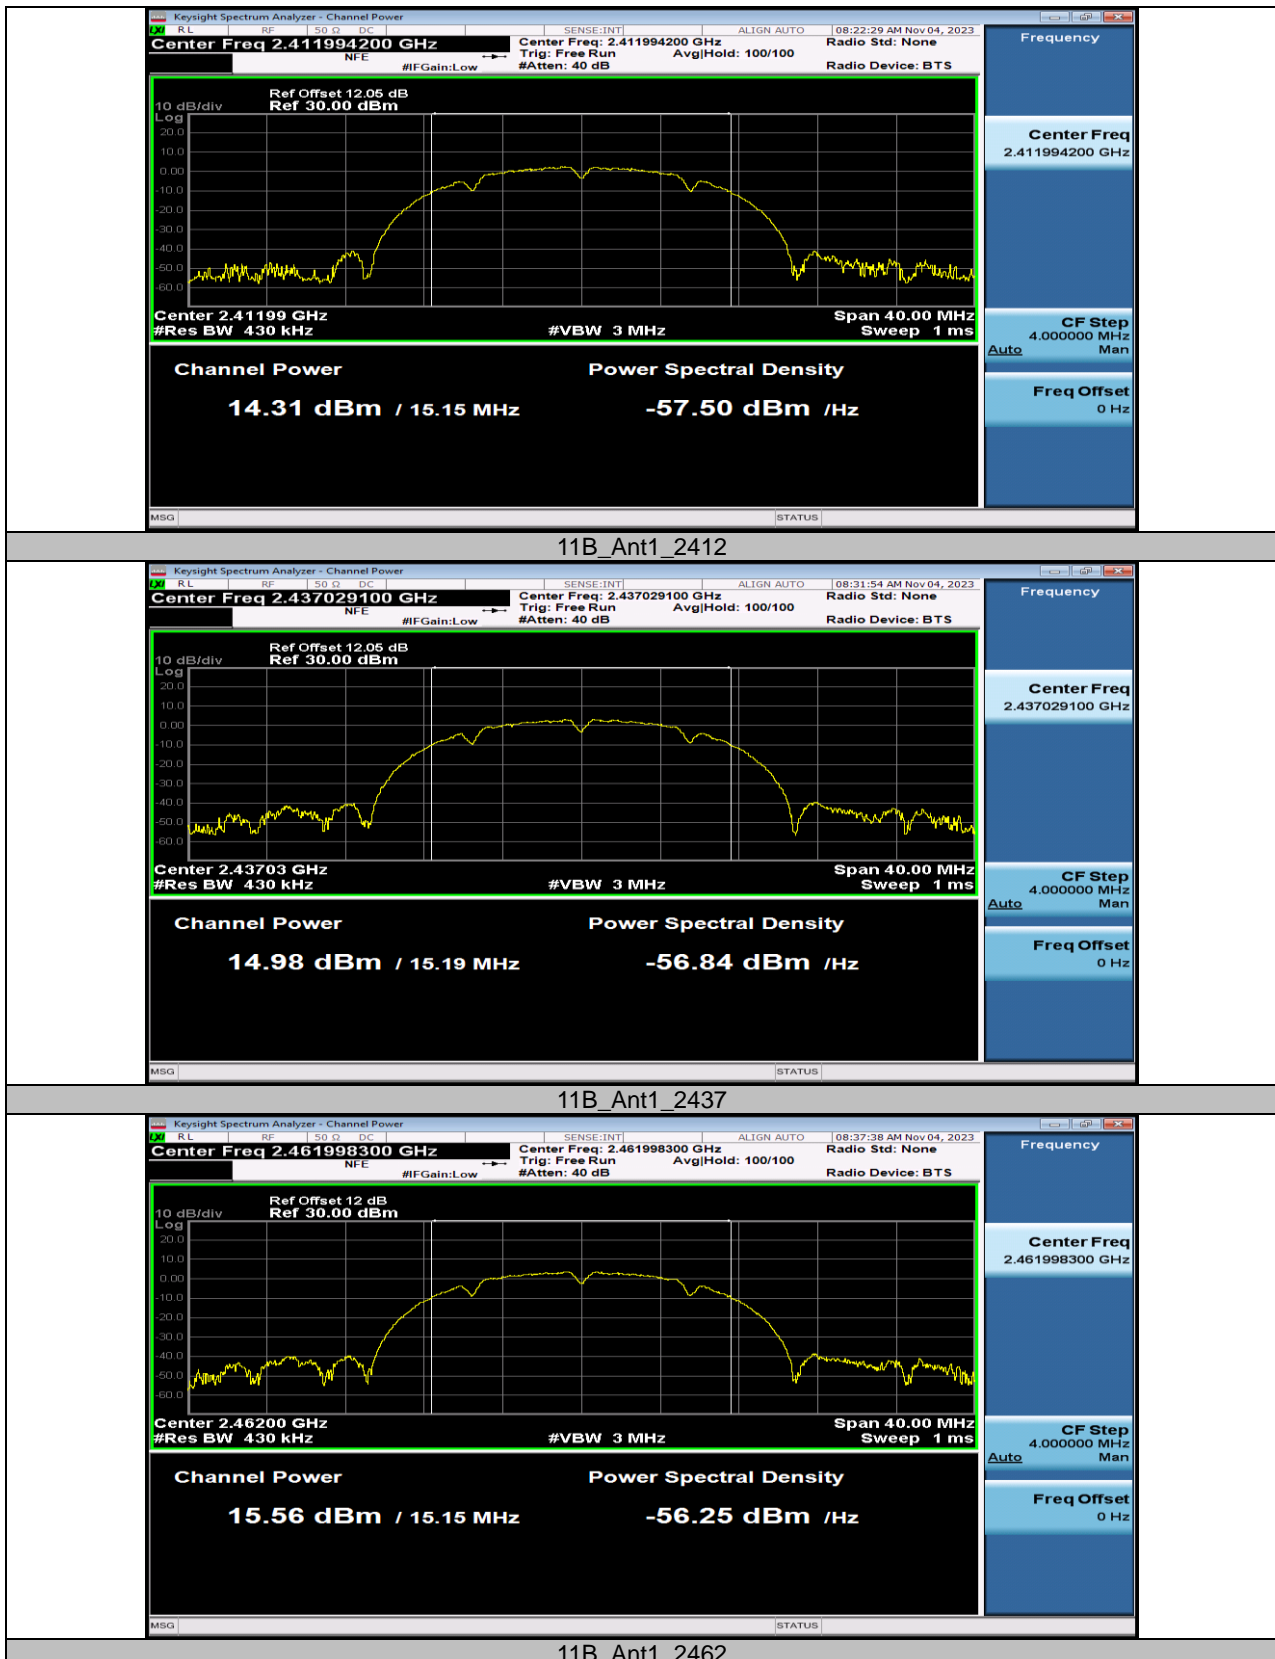 Keysight Spectrum Analyzer - Channel Power
LXI RL RF 50 Ω DC SENSE:INT ALIGN AUTO 08:22:29 AM Nov 04, 2023
Center Freq 2.411994200 GHz
NFE
#IFGain:Low
Center Freq: 2.411994200 GHz
Trig: Free Run Avg|Hold: 100/100
#Atten: 40 dB
Radio Std: None
Radio Device: BTS
Frequency
Ref Offset 12.05 dB
10 dB/div Ref 30.00 dBm
Log
20.0
10.0
0.00
-10.0
-20.0
-30.0
-40.0
-50.0
-60.0
Center 2.41199 GHz Span 40.00 MHz
#Res BW 430 kHz #VBW 3 MHz Sweep 1 ms
Channel Power Power Spectral Density
14.31 dBm / 15.15 MHz -57.50 dBm /Hz
Center Freq
2.411994200 GHz
CF Step
4.000000 MHz
Auto Man
Freq Offset
0 Hz
MSG STATUS
11B_Ant1_2412
Keysight Spectrum Analyzer - Channel Power
LXI RL RF 50 Ω DC SENSE:INT ALIGN AUTO 08:31:54 AM Nov 04, 2023
Center Freq 2.437029100 GHz
NFE
#IFGain:Low
Center Freq: 2.437029100 GHz
Trig: Free Run Avg|Hold: 100/100
#Atten: 40 dB
Radio Std: None
Radio Device: BTS
Frequency
Ref Offset 12.05 dB
10 dB/div Ref 30.00 dBm
Log
20.0
10.0
0.00
-10.0
-20.0
-30.0
-40.0
-50.0
-60.0
Center 2.43703 GHz Span 40.00 MHz
#Res BW 430 kHz #VBW 3 MHz Sweep 1 ms
Channel Power Power Spectral Density
14.98 dBm / 15.19 MHz -56.84 dBm /Hz
Center Freq
2.437029100 GHz
CF Step
4.000000 MHz
Auto Man
Freq Offset
0 Hz
MSG STATUS
11B_Ant1_2437
Keysight Spectrum Analyzer - Channel Power
LXI RL RF 50 Ω DC SENSE:INT ALIGN AUTO 08:37:38 AM Nov 04, 2023
Center Freq 2.461998300 GHz
NFE
#IFGain:Low
Center Freq: 2.461998300 GHz
Trig: Free Run Avg|Hold: 100/100
#Atten: 40 dB
Radio Std: None
Radio Device: BTS
Frequency
Ref Offset 12 dB
10 dB/div Ref 30.00 dBm
Log
20.0
10.0
0.00
-10.0
-20.0
-30.0
-40.0
-50.0
-60.0
Center 2.46200 GHz Span 40.00 MHz
#Res BW 430 kHz #VBW 3 MHz Sweep 1 ms
Channel Power Power Spectral Density
15.56 dBm / 15.15 MHz -56.25 dBm /Hz
Center Freq
2.461998300 GHz
CF Step
4.000000 MHz
Auto Man
Freq Offset
0 Hz
MSG STATUS
11B_Ant1_2462